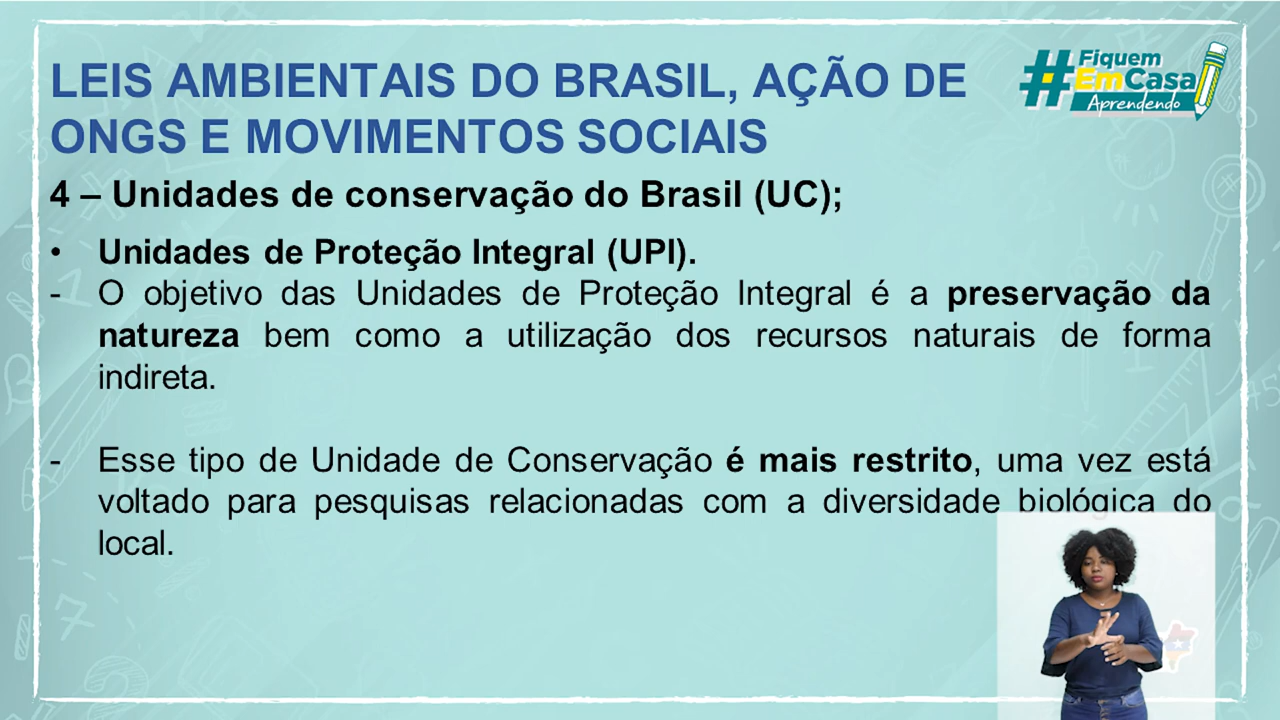 LEIS AMBIENTAIS DO BRASIL, AÇÃO DE
ONGS E MOVIMENTOS SOCIAIS
#Fiquem
EmCasa
Aprendendo
4 – Unidades de conservação do Brasil (UC);
• Unidades de Proteção Integral (UPI).
- O objetivo das Unidades de Proteção Integral é a preservação da
natureza bem como a utilização dos recursos naturais de forma
indireta.
- Esse tipo de Unidade de Conservação é mais restrito, uma vez está
voltado para pesquisas relacionadas com a diversidade biológica do
local.